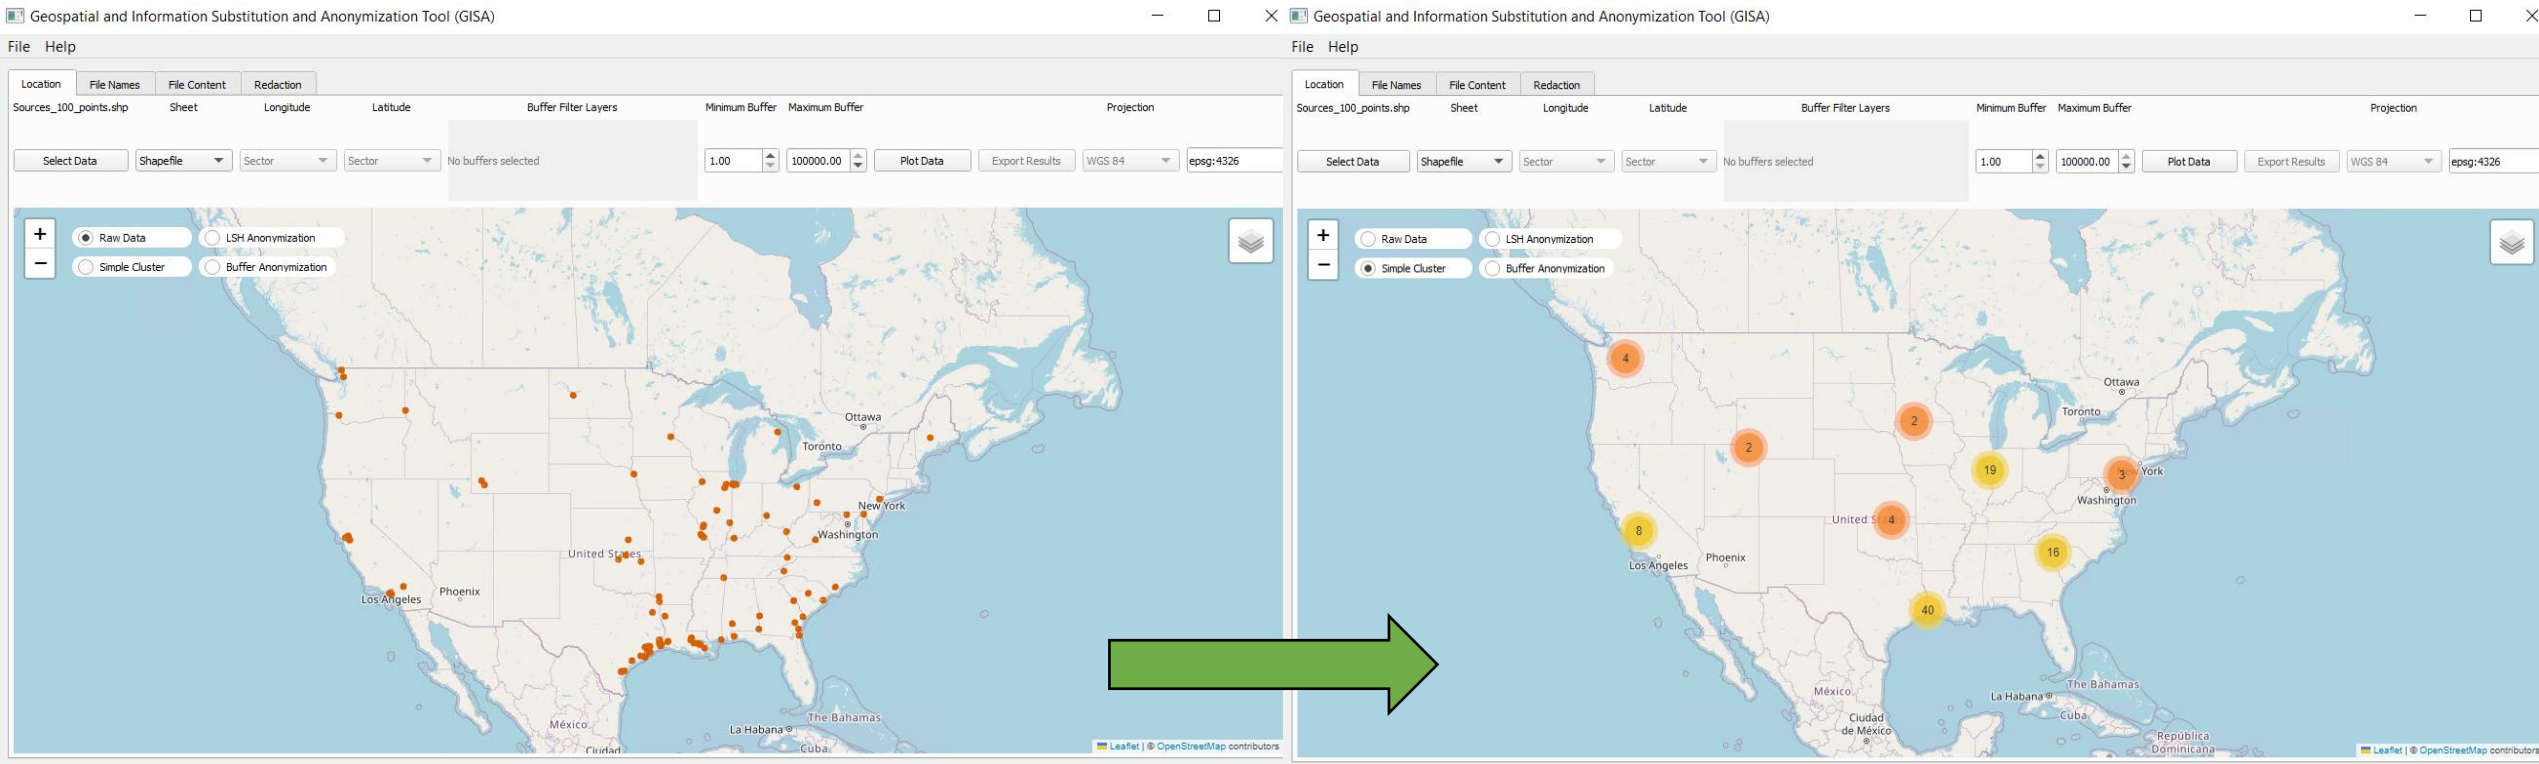 Geospatial and Information Substitution and Anonymization Tool (GISA)
File Help
Location File Names File Content Redaction
Sources_100_points.shp Sheet Longitude Latitude Buffer Filter Layers Minimum Buffer Maximum Buffer Projection
Select Data Shapefile Sector Sector No buffers selected 1.00 100000.00 Plot Data Export Results WGS 84 epsg:4326
+ Raw Data LSH Anonymization
− Simple Cluster Buffer Anonymization
Ottawa
Toronto
New York
Washington
United States
Phoenix
Los Angeles
The Bahamas
México
La Habana
Cuba
Ciudad
Leaflet | © OpenStreetMap contributors
Geospatial and Information Substitution and Anonymization Tool (GISA)
File Help
Location File Names File Content Redaction
Sources_100_points.shp Sheet Longitude Latitude Buffer Filter Layers Minimum Buffer Maximum Buffer Projection
Select Data Shapefile Sector Sector No buffers selected 1.00 100000.00 Plot Data Export Results WGS 84 epsg:4326
+ Raw Data LSH Anonymization
− Simple Cluster Buffer Anonymization
4
Ottawa
Toronto
2
2
19
3 New York
Washington
United States 4
8
16
Phoenix
Los Angeles
40
The Bahamas
México
La Habana
Cuba
Ciudad
de México
República
Dominicana
Leaflet | © OpenStreetMap contributors